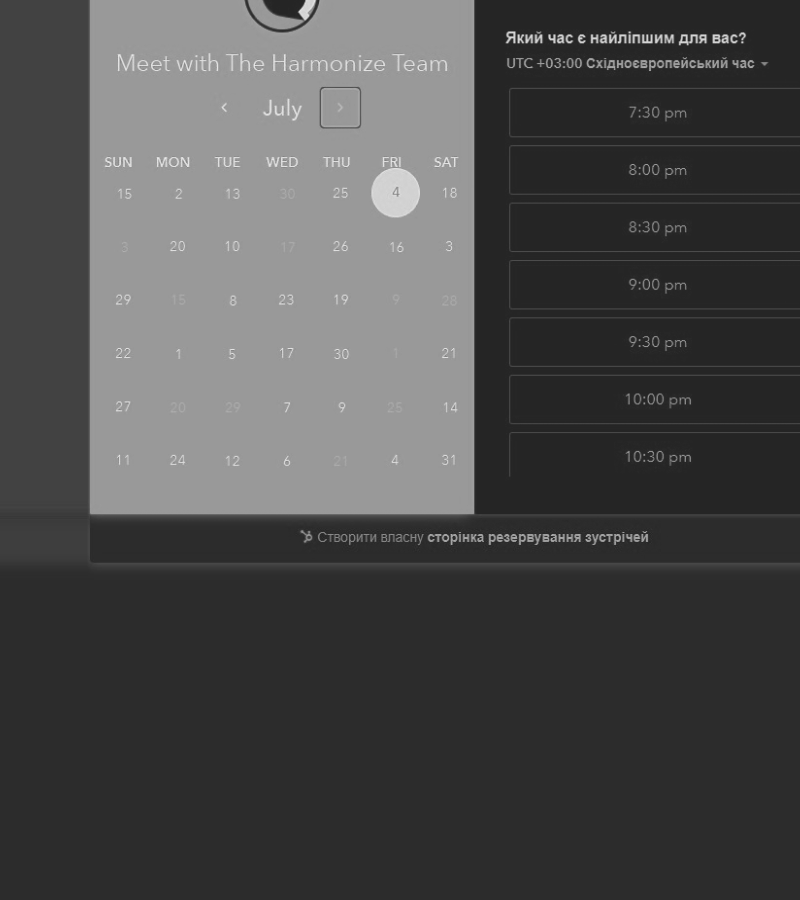 Meet with The Harmonize Team
July
SUN MON TUE WED THU FRI SAT
15 2 13 30 25 4 18
3 20 10 17 26 16 3
29 15 8 23 19 9 28
22 1 5 17 30 1 21
27 20 29 7 9 25 14
11 24 12 6 21 4 31
Який час є найліпшим для вас?
UTC +03:00 Східноєвропейський час
7:30 pm
8:00 pm
8:30 pm
9:00 pm
9:30 pm
10:00 pm
10:30 pm
Створити власну сторінка резервування зустрічей